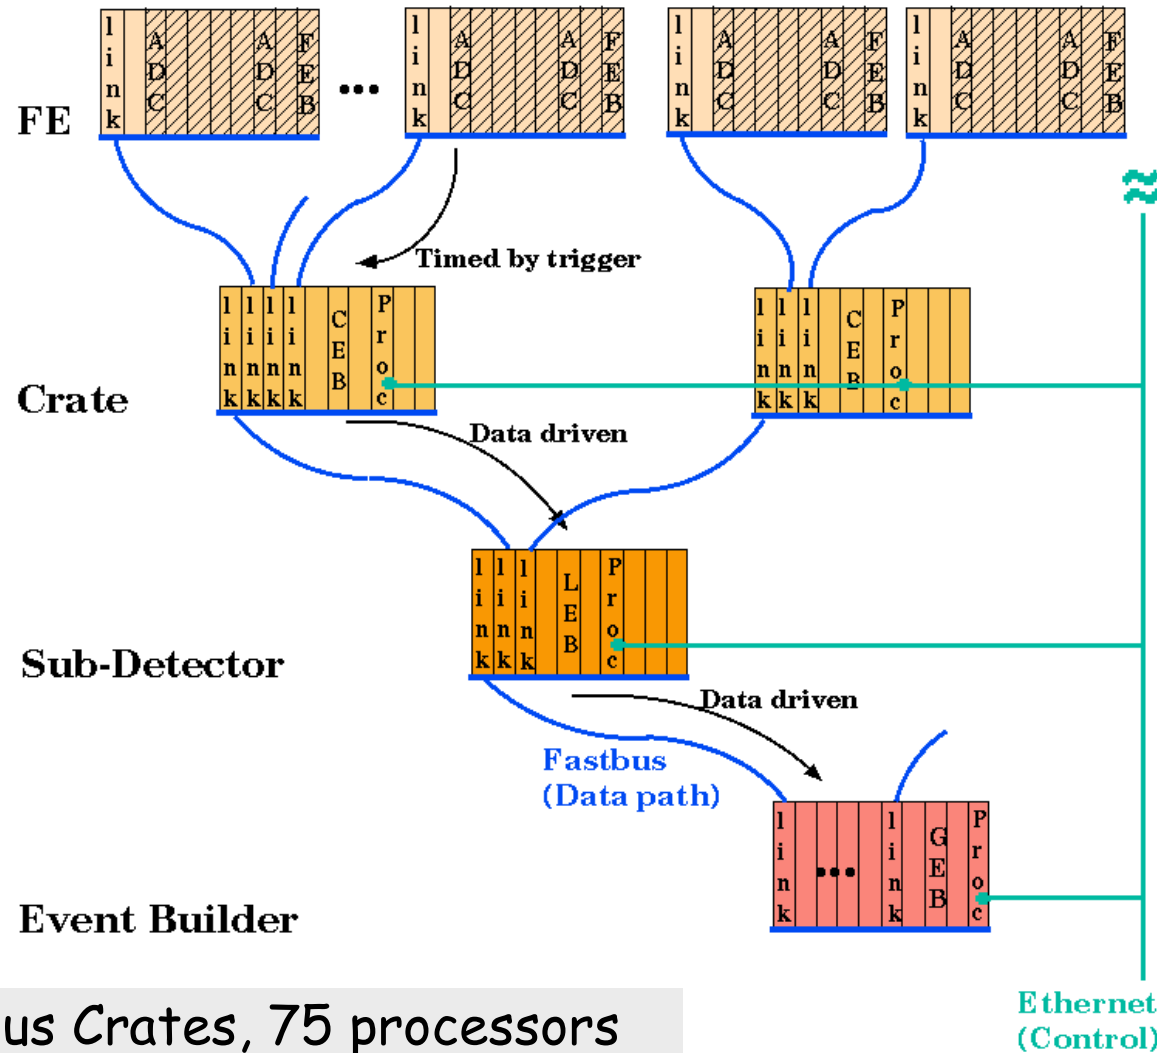 link ADC ADC FEB
link ADC ADC FEB
link ADC ADC FEB
link ADC ADC FEB
FE
•••
Timed by trigger
link link link link CEB Proc
link link link CEB Proc
Crate
Data driven
link link link LEB Proc
Sub-Detector
Data driven
Fastbus
(Data path)
link ••• link GEB Proc
Event Builder
us Crates, 75 processors
Ethernet
(Control)